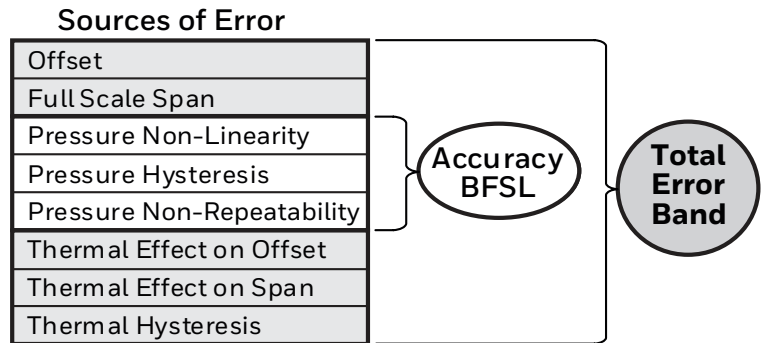 Sources of Error
Offset
Full Scale Span
Pressure Non-Linearity
Pressure Hysteresis
Pressure Non-Repeatability
Thermal Effect on Offset
Thermal Effect on Span
Thermal Hysteresis
Accuracy
BFSL
Total
Error
Band